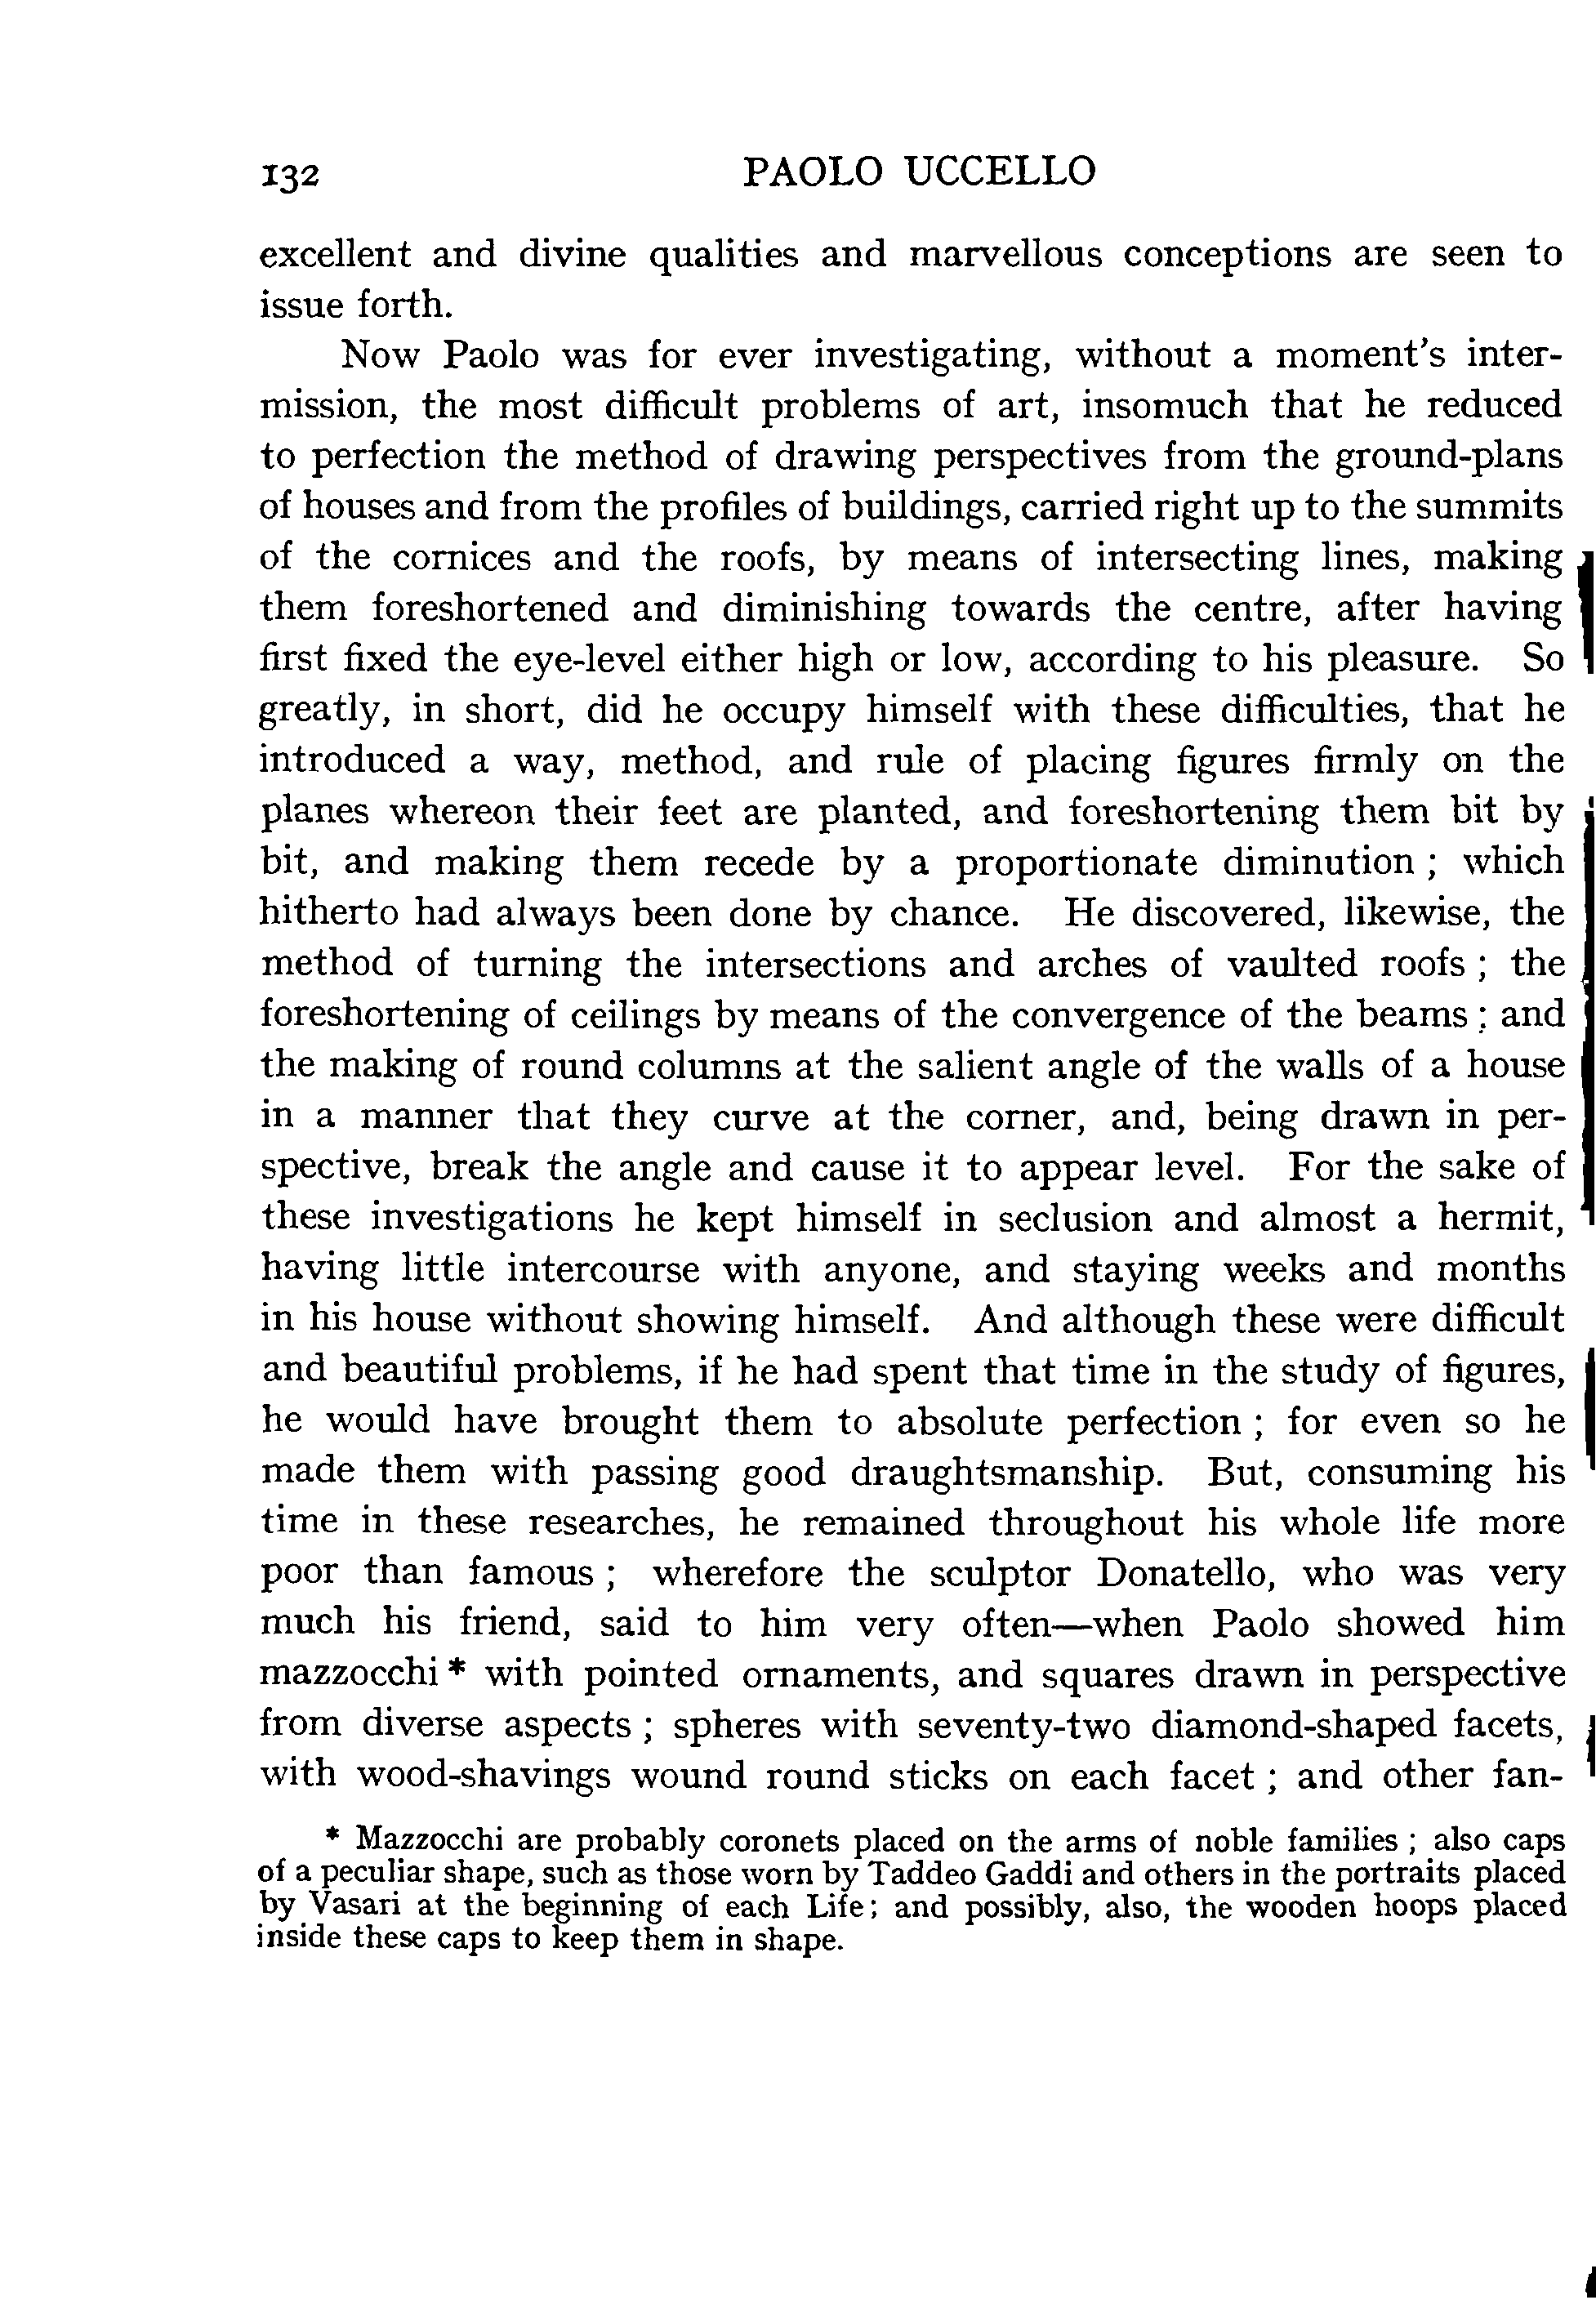 132 PAOLO UCCELLO
excellent and divine qualities and marvellous conceptions are seen to
issue forth.
Now Paolo was for ever investigating, without a moment's inter-
mission, the most difficult problems of art, insomuch that he reduced
to perfection the method of drawing perspectives from the ground-plans
of houses and from the profiles of buildings, carried right up to the summits
of the cornices and the roofs, by means of intersecting lines, making
them foreshortened and diminishing towards the centre, after having
first fixed the eye-level either high or low, according to his pleasure. So
greatly, in short, did he occupy himself with these difficulties, that he
introduced a way, method, and rule of placing figures firmly on the
planes whereon their feet are planted, and foreshortening them bit by
bit, and making them recede by a proportionate diminution ; which
hitherto had always been done by chance. He discovered, likewise, the
method of turning the intersections and arches of vaulted roofs ; the
foreshortening of ceilings by means of the convergence of the beams ; and
the making of round columns at the salient angle of the walls of a house
in a manner that they curve at the corner, and, being drawn in per-
spective, break the angle and cause it to appear level. For the sake of
these investigations he kept himself in seclusion and almost a hermit,
having little intercourse with anyone, and staying weeks and months
in his house without showing himself. And although these were difficult
and beautiful problems, if he had spent that time in the study of figures,
he would have brought them to absolute perfection ; for even so he
made them with passing good draughtsmanship. But, consuming his
time in these researches, he remained throughout his whole life more
poor than famous ; wherefore the sculptor Donatello, who was very
much his friend, said to him very often—when Paolo showed him
mazzocchi * with pointed ornaments, and squares drawn in perspective
from diverse aspects ; spheres with seventy-two diamond-shaped facets,
with wood-shavings wound round sticks on each facet ; and other fan-
* Mazzocchi are probably coronets placed on the arms of noble families ; also caps
of a peculiar shape, such as those worn by Taddeo Gaddi and others in the portraits placed
by Vasari at the beginning of each Life; and possibly, also, the wooden hoops placed
inside these caps to keep them in shape.